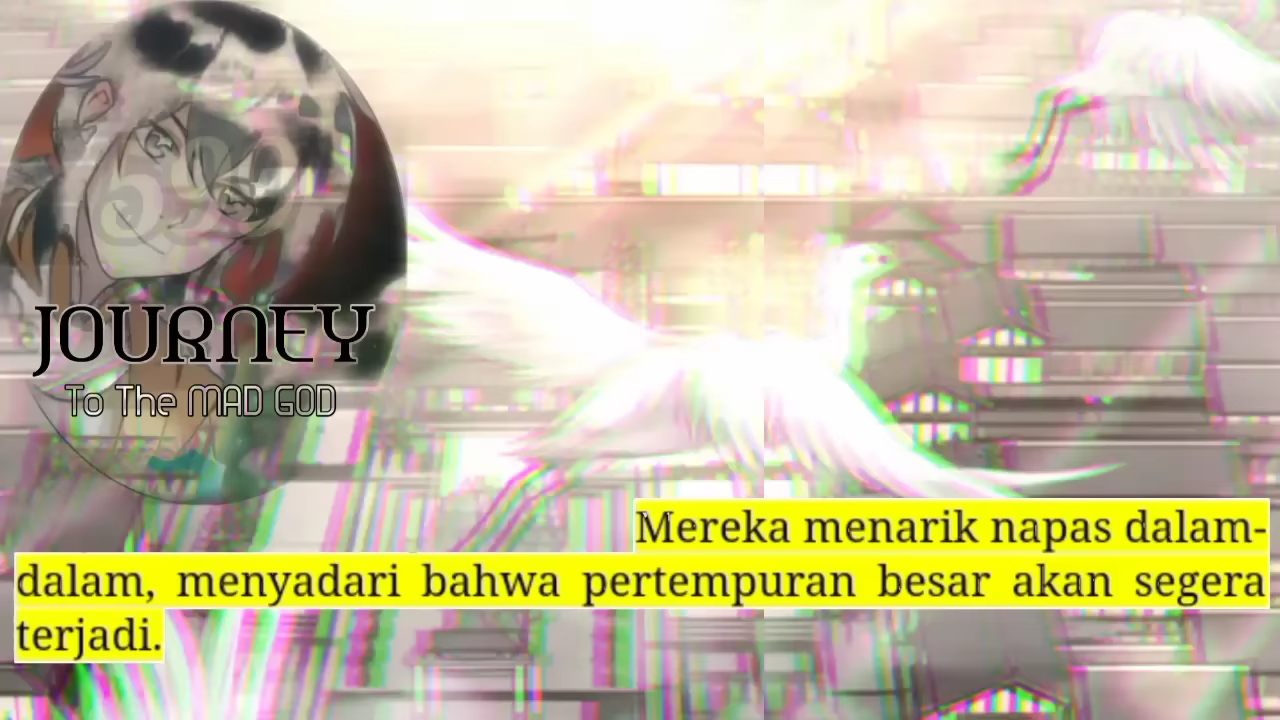 JOURNEY
To The MAD GOD
Mereka menarik napas dalam-
dalam, menyadari bahwa pertempuran besar akan segera
terjadi.